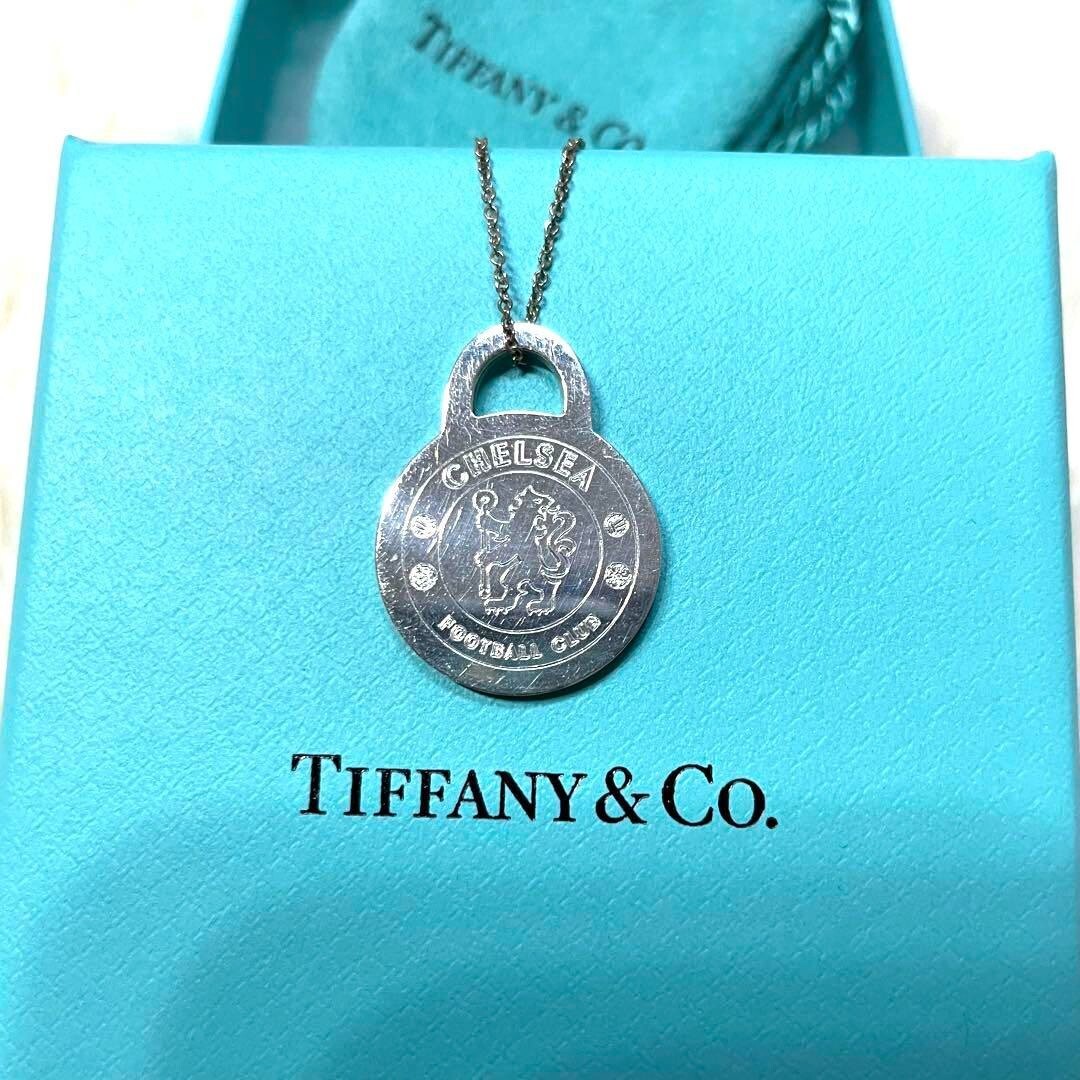 TIFFANY & CO.
CHELSEA
FOOTBALL CLUB
TIFFANY & CO.